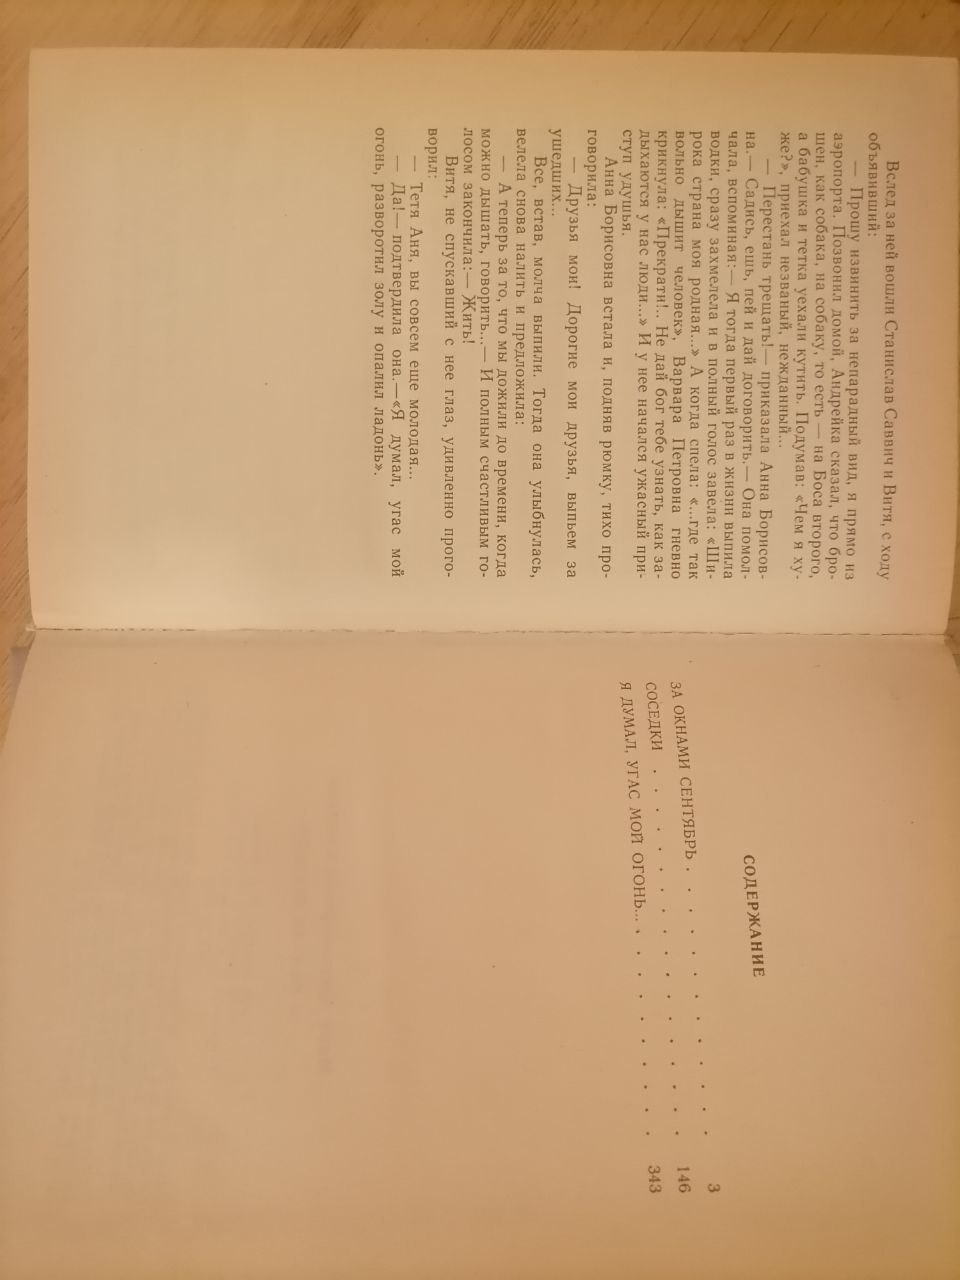 Вслед за ней вошли Станислав Саввич и Витя, с ходу
объявивший:
— Прошу извинить за непарадный вид, я прямо из
аэропорта. Позвонил домой, Андрейка сказал, что бро-
шен, как собака, на собаку, то есть — на Боса второго,
а бабушка и тетка уехали кутить. Подумав: «Чем я ху-
же?», приехал незваный, нежданный...
— Перестань трещать!— приказала Анна Борисов-
на.— Садись, ешь, пей и дай договорить.— Она помол-
чала, вспоминая:— Я тогда первый раз в жизни выпила
водки, сразу захмелела и в полный голос завела: «Ши-
рока страна моя родная...» А когда спела: «...где так
вольно дышит человек», Варвара Петровна гневно
крикнула: «Прекрати!.. Не дай бог тебе узнать, как за-
дыхаются у нас люди...» И у нее начался ужасный при-
ступ удушья.
Анна Борисовна встала и, подняв рюмку, тихо про-
говорила:
— Друзья мои! Дорогие мои друзья, выпьем за
ушедших...
Все, встав, молча выпили. Тогда она улыбнулась,
велела снова налить и предложила:
— А теперь за то, что мы дожили до времени, когда
можно дышать, говорить...— И полным счастливым го-
лосом закончила:— Жить!
Витя, не спускавший с нее глаз, удивленно прого-
ворил:
— Тетя Аня, вы совсем еще молодая...
— Да!— подтвердила она.—«Я думал, угас мой
огонь, разворотил золу и опалил ладонь».
СОДЕРЖАНИЕ
ЗА ОКНАМИ СЕНТЯБРЬ . . . . . . . . . . 3
СОСЕДКИ . . . . . . . . . . . . . 146
Я ДУМАЛ, УГАС МОЙ ОГОНЬ... . . . . . . . . 343